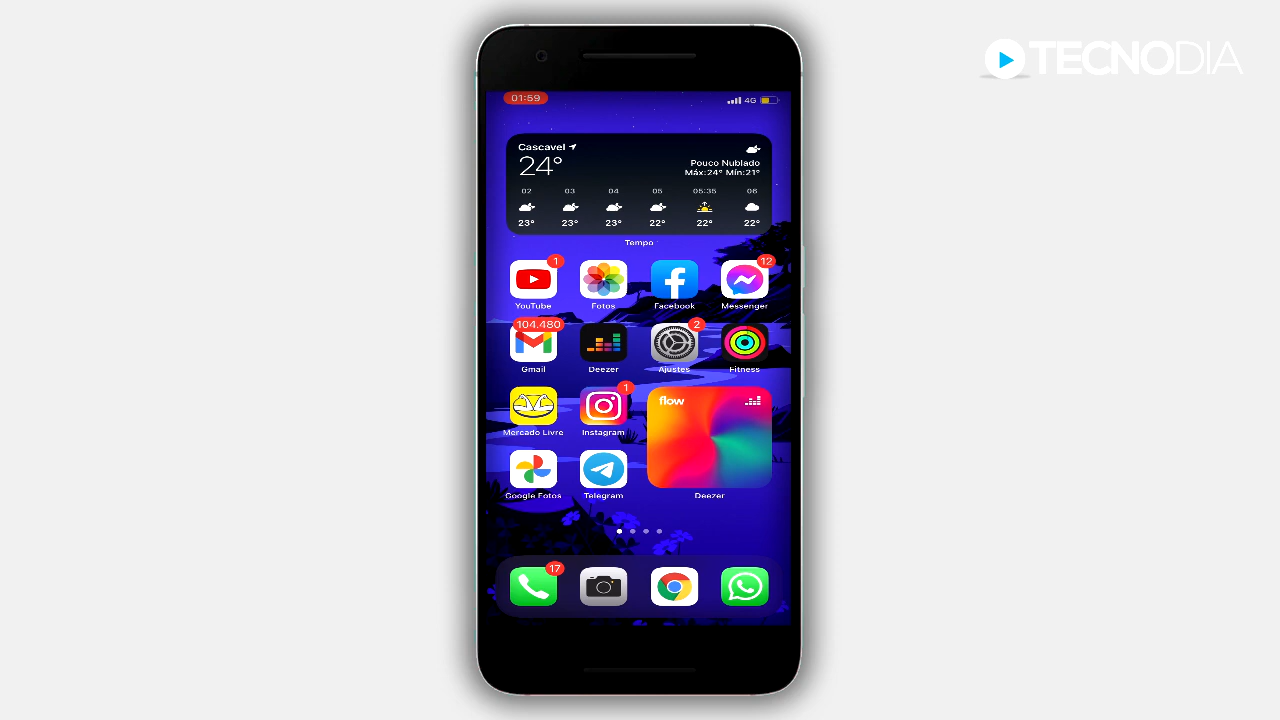 TECNODIA
01:59
4G
Cascavel
24°
Pouco Nublado
Máx:24° Mín:21°
02 03 04 05 05:35 06
23° 23° 23° 22° 22° 22°
Tempo
1 12
YouTube Fotos Facebook Messenger
104.480 2
Gmail Deezer Ajustes Fitness
1
flow
Mercado Livre Instagram
Google Fotos Telegram Deezer
17